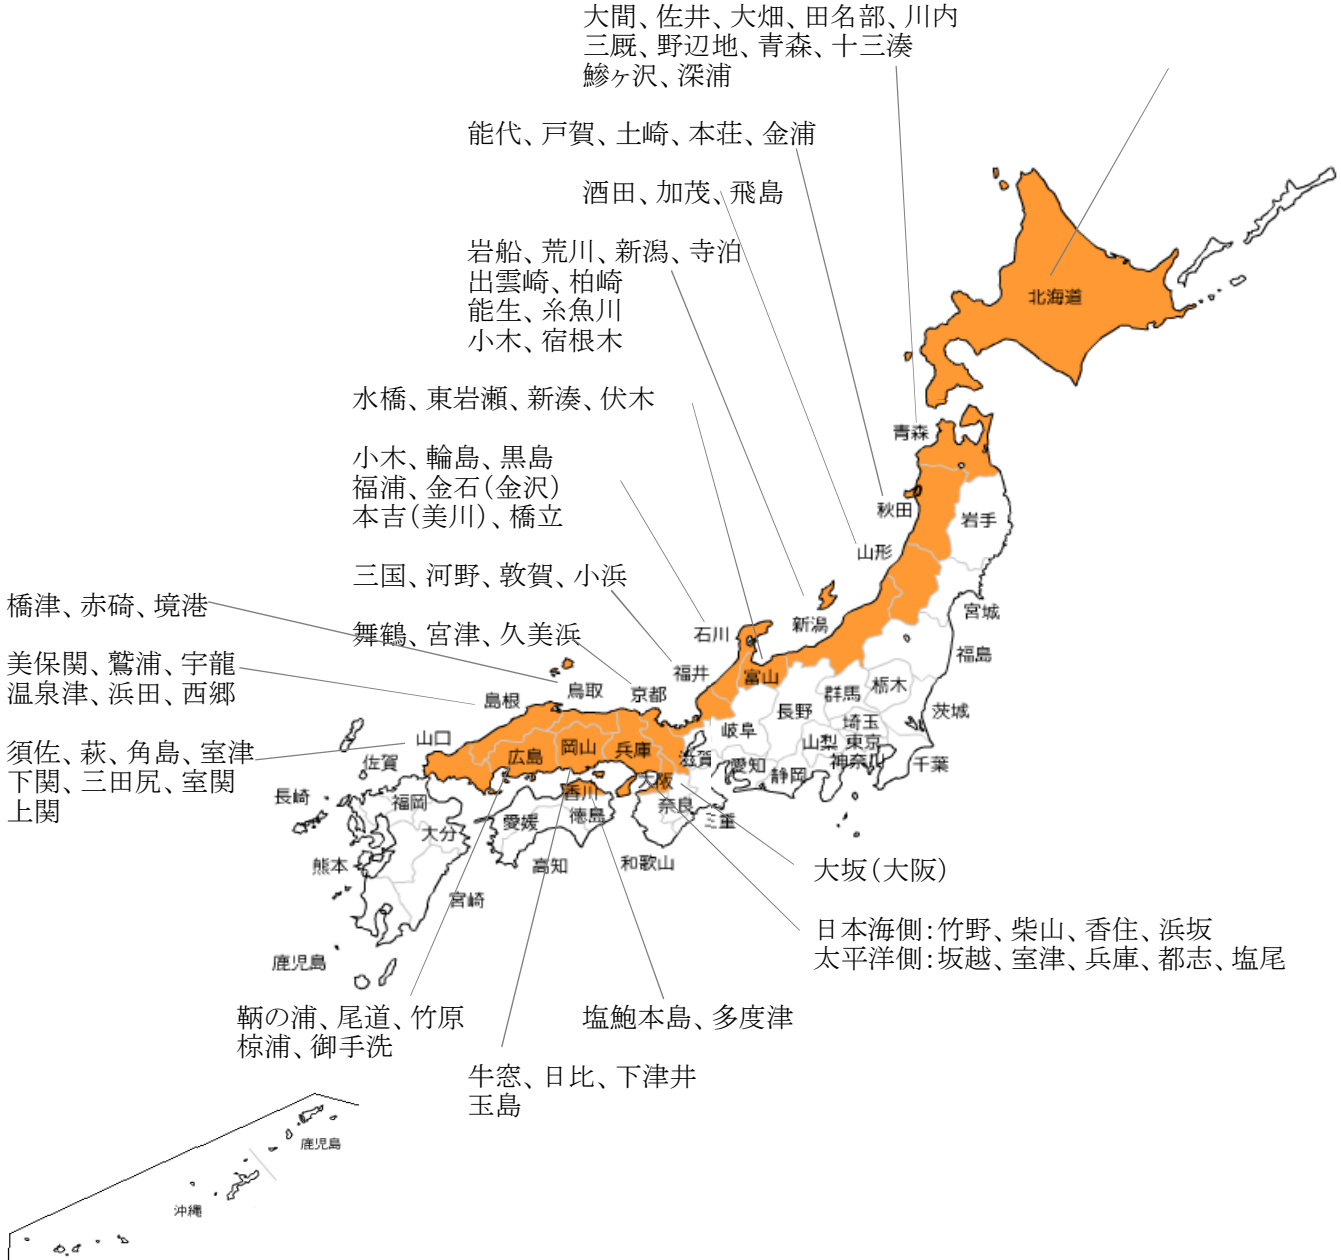 大間、佐井、大畑、田名部、川内
三厩、野辺地、青森、十三湊
鰺ヶ沢、深浦
能代、戸賀、土崎、本荘、金浦
酒田、加茂、飛島
岩船、荒川、新潟、寺泊
出雲崎、柏崎
能生、糸魚川
小木、宿根木
北海道
水橋、東岩瀬、新湊、伏木
青森
小木、輪島、黒島
福浦、金石(金沢)
本吉(美川)、橋立
秋田
岩手
山形
三国、河野、敦賀、小浜
橋津、赤碕、境港
宮城
舞鶴、宮津、久美浜
石川
新潟
福島
美保関、鷲浦、宇龍
温泉津、浜田、西郷
福井
富山
島根
鳥取
京都
群馬
栃木
長野
茨城
須佐、萩、角島、室津
下関、三田尻、室関
上関
山口
岐阜
埼玉
山梨
東京
佐賀
広島
岡山
兵庫
滋賀
愛知
静岡
神奈川
千葉
長崎
福岡
大阪
香川
奈良
大分
愛媛
徳島
三重
熊本
高知
和歌山
大坂(大阪)
宮崎
日本海側:竹野、柴山、香住、浜坂
太平洋側:坂越、室津、兵庫、都志、塩尾
鹿児島
鞆の浦、尾道、竹原
椋浦、御手洗
塩飽本島、多度津
牛窓、日比、下津井
玉島
鹿児島
沖縄